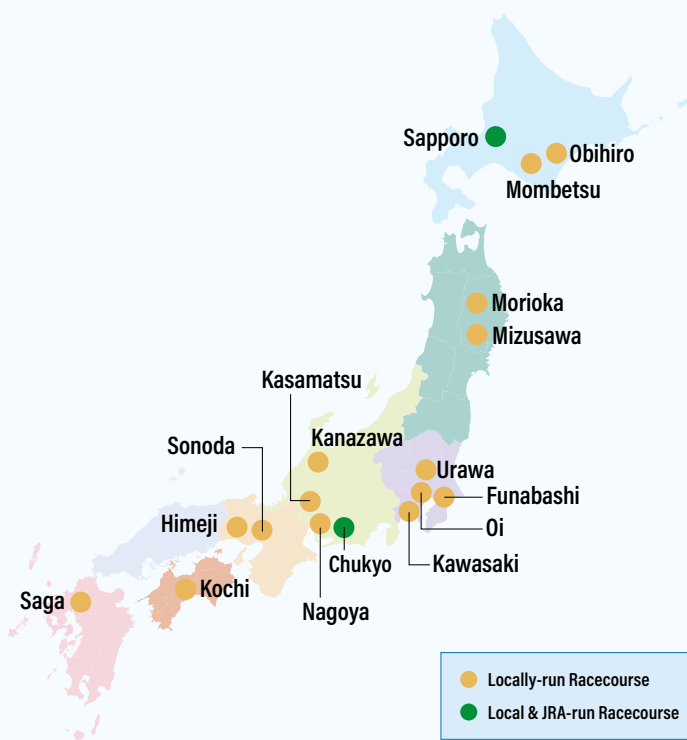 Sapporo
Obihiro
Mombetsu
Morioka
Mizusawa
Kasamatsu
Kanazawa
Sonoda
Urawa
Funabashi
Himeji
Oi
Chukyo
Kawasaki
Kochi
Saga
Nagoya
Locally-run Racecourse
Local & JRA-run Racecourse